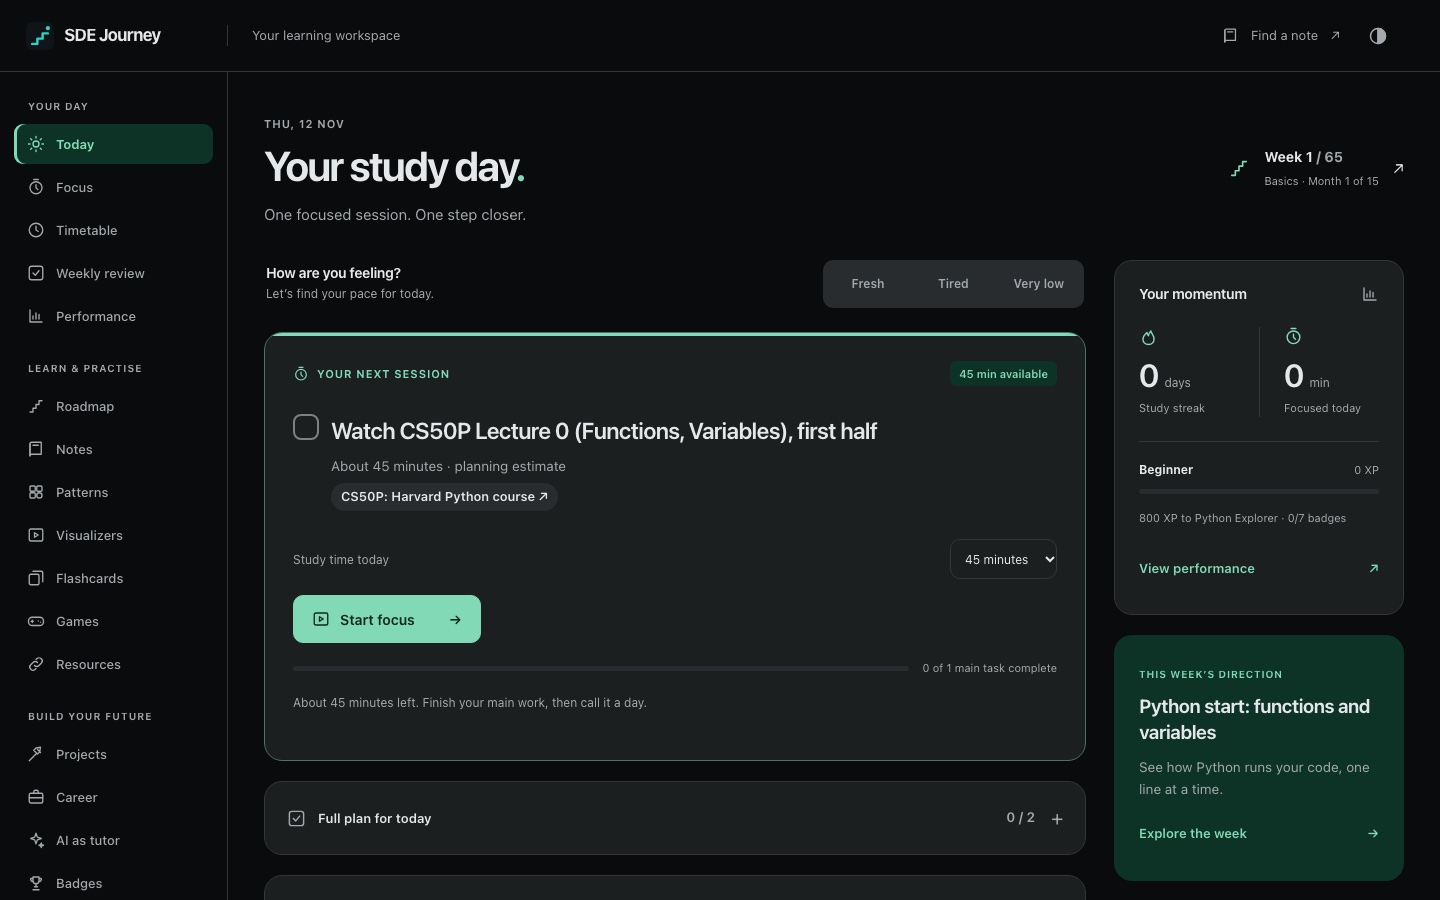 SDE Journey
Your learning workspace
Find a note
YOUR DAY
Today
Focus
Timetable
Weekly review
Performance
LEARN & PRACTISE
Roadmap
Notes
Patterns
Visualizers
Flashcards
Games
Resources
BUILD YOUR FUTURE
Projects
Career
AI as tutor
Badges
THU, 12 NOV
Your study day.
One focused session. One step closer.
Week 1 / 65
Basics · Month 1 of 15
How are you feeling?
Let's find your pace for today.
Fresh
Tired
Very low
YOUR NEXT SESSION
45 min available
Watch CS50P Lecture 0 (Functions, Variables), first half
About 45 minutes · planning estimate
CS50P: Harvard Python course ↗
Study time today
45 minutes
Start focus
0 of 1 main task complete
About 45 minutes left. Finish your main work, then call it a day.
Full plan for today
0 / 2
Your momentum
0 days
Study streak
0 min
Focused today
Beginner
0 XP
800 XP to Python Explorer · 0/7 badges
View performance
THIS WEEK'S DIRECTION
Python start: functions and
variables
See how Python runs your code, one
line at a time.
Explore the week